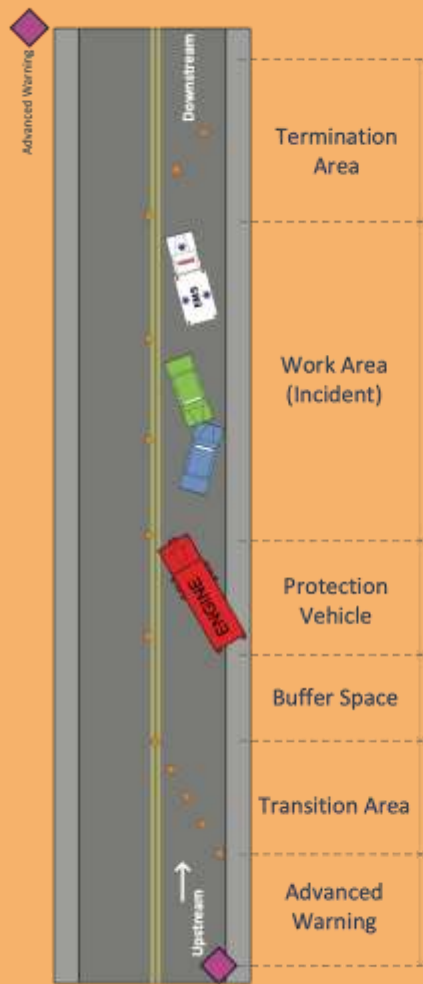 Advanced Warning
Downstream
Termination
Area
EMS
Work Area
(Incident)
ENGINE
Protection
Vehicle
Buffer Space
Transition Area
Upstream
Advanced
Warning